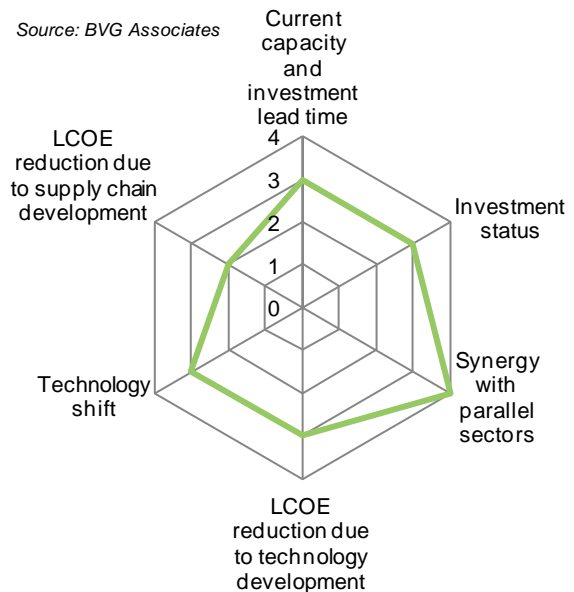 Source: BVG Associates
Current
capacity
and
investment
lead time
LCOE
reduction due
to supply chain
development
4
3
2
1
0
Investment
status
Synergy
with
parallel
sectors
Technology
shift
LCOE
reduction due
to technology
development